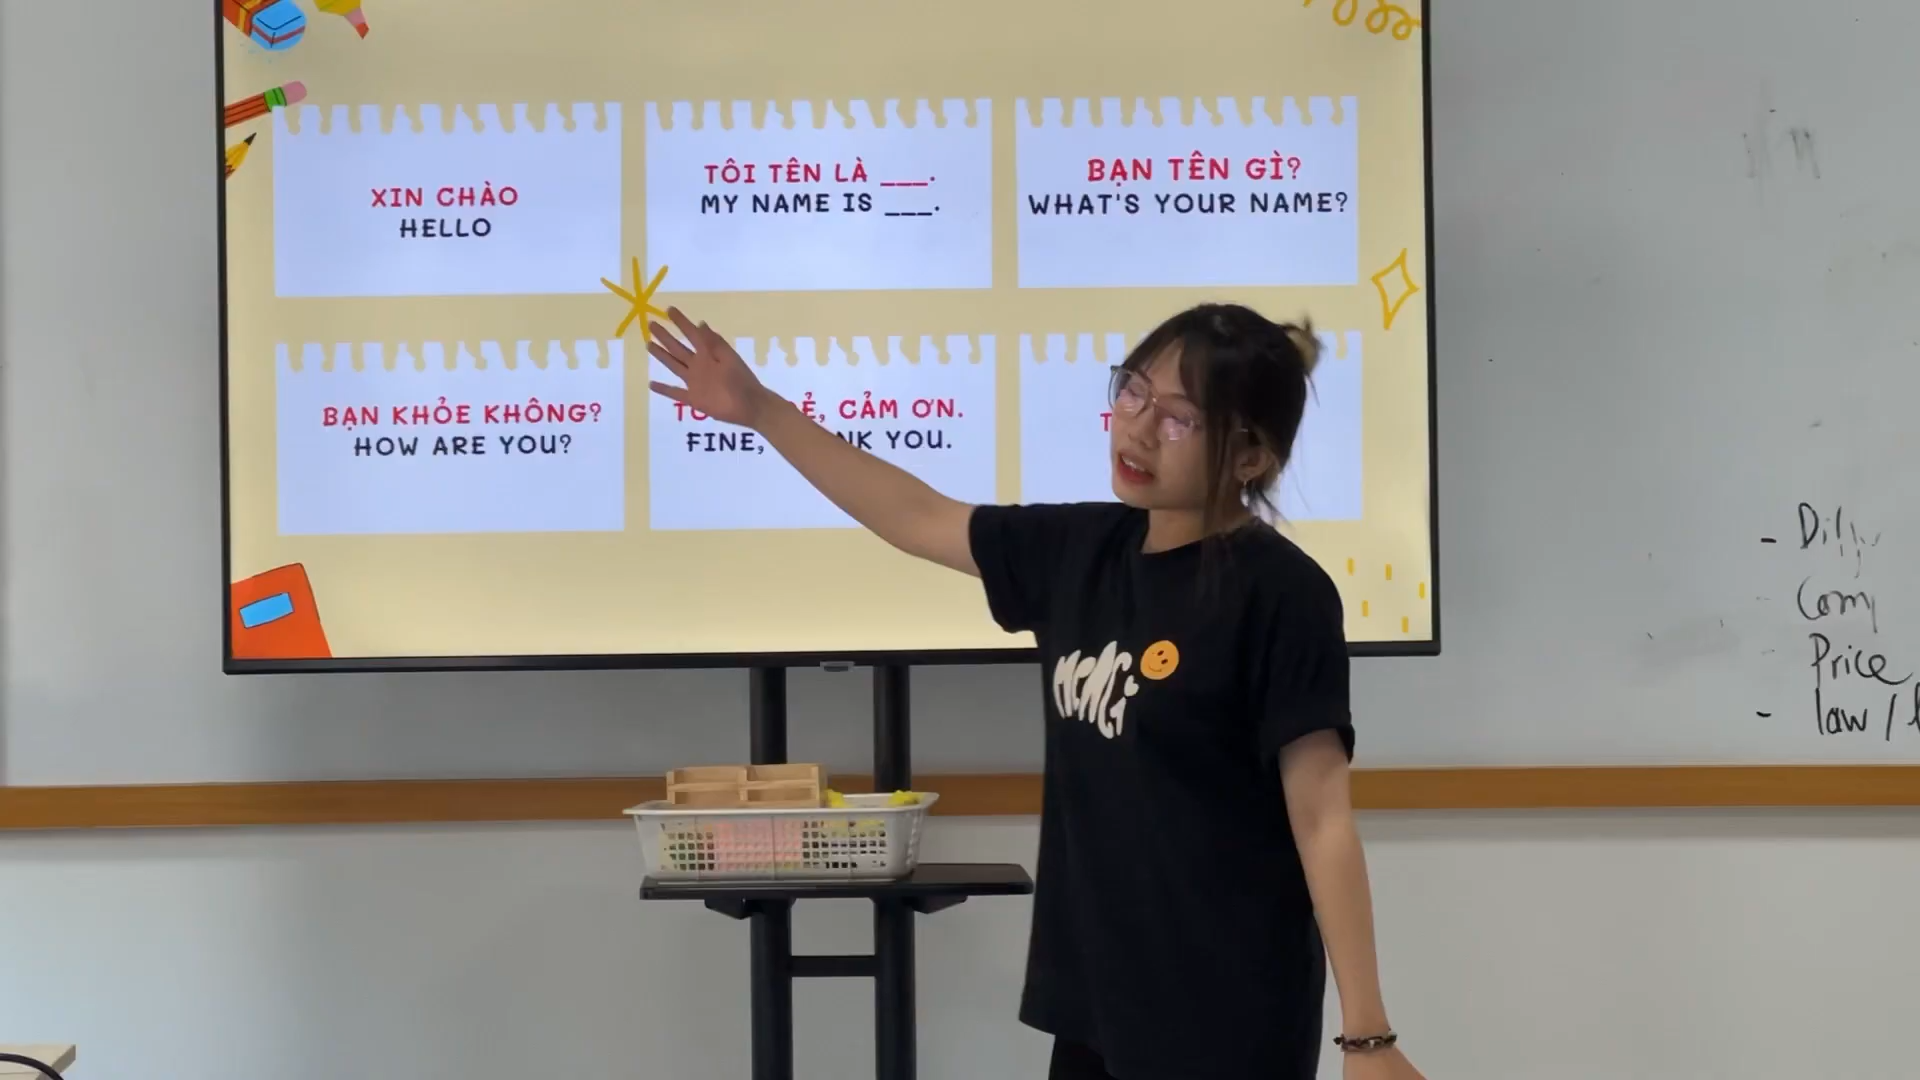 XIN CHÀO
HELLO
TÔI TÊN LÀ ___.
MY NAME IS ___.
BẠN TÊN GÌ?
WHAT'S YOUR NAME?
BẠN KHỎE KHÔNG?
HOW ARE YOU?
CẢM ƠN.
FINE, YOU.
Price
law /